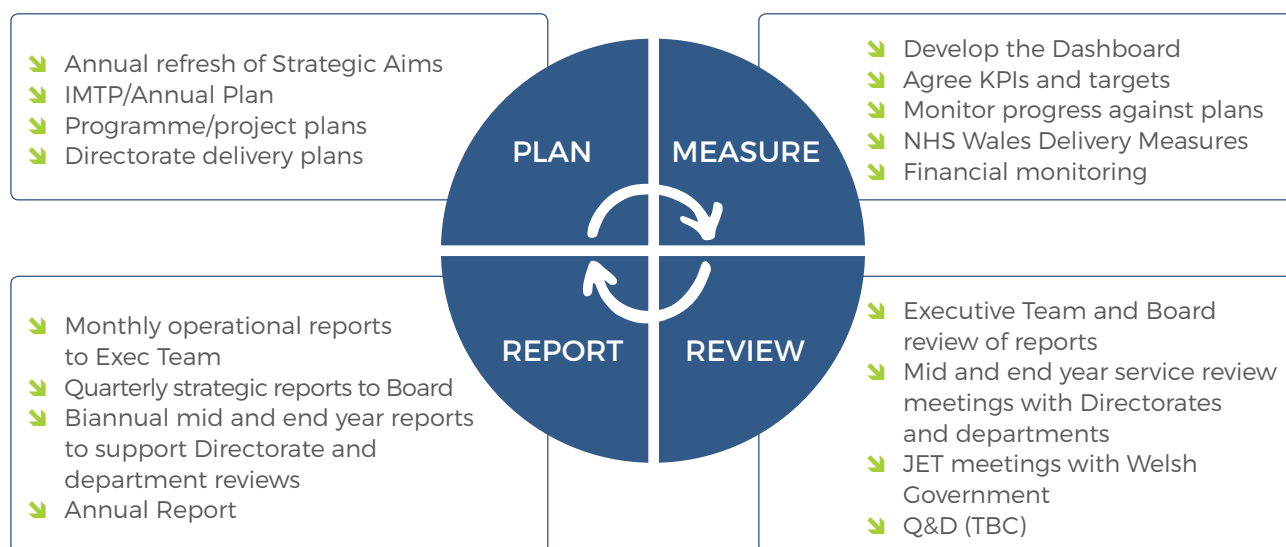 Annual refresh of Strategic Aims
IMTP/Annual Plan
Programme/project plans
Directorate delivery plans
PLAN
MEASURE
Develop the Dashboard
Agree KPIs and targets
Monitor progress against plans
NHS Wales Delivery Measures
Financial monitoring
Monthly operational reports
to Exec Team
Quarterly strategic reports to Board
Biannual mid and end year reports
to support Directorate and
department reviews
Annual Report
REPORT
REVIEW
Executive Team and Board
review of reports
Mid and end year service review
meetings with Directorates
and departments
JET meetings with Welsh
Government
Q&D (TBC)